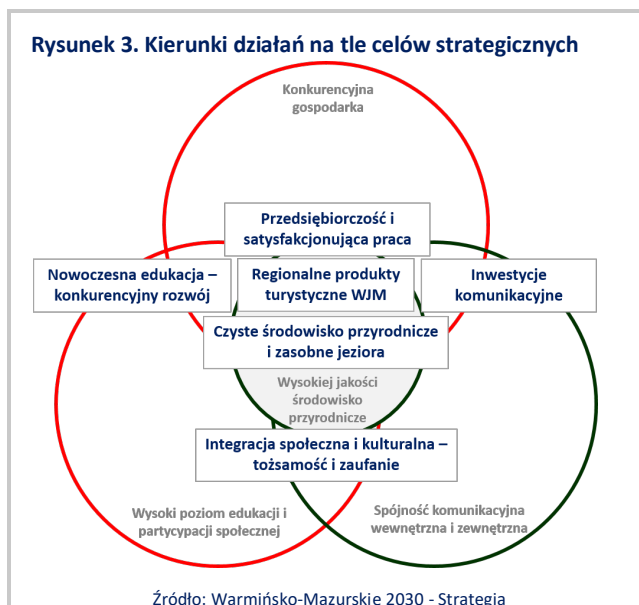 Rysunek 3. Kierunki działań na tle celów strategicznych
Konkurencyjna
gospodarka
Przedsiębiorczość i
satysfakcjonująca praca
Nowoczesna edukacja –
konkurencyjny rozwój
Regionalne produkty
turystyczne WJM
Inwestycje
komunikacyjne
Czyste środowisko przyrodnicze
i zasobne jeziora
Wysokiej jakości
środowisko
przyrodnicze
Integracja społeczna i kulturalna –
tożsamość i zaufanie
Wysoki poziom edukacji i
partycypacji społecznej
Spójność komunikacyjna
wewnętrzna i zewnętrzna
Źródło: Warmińsko-Mazurskie 2030 - Strategia